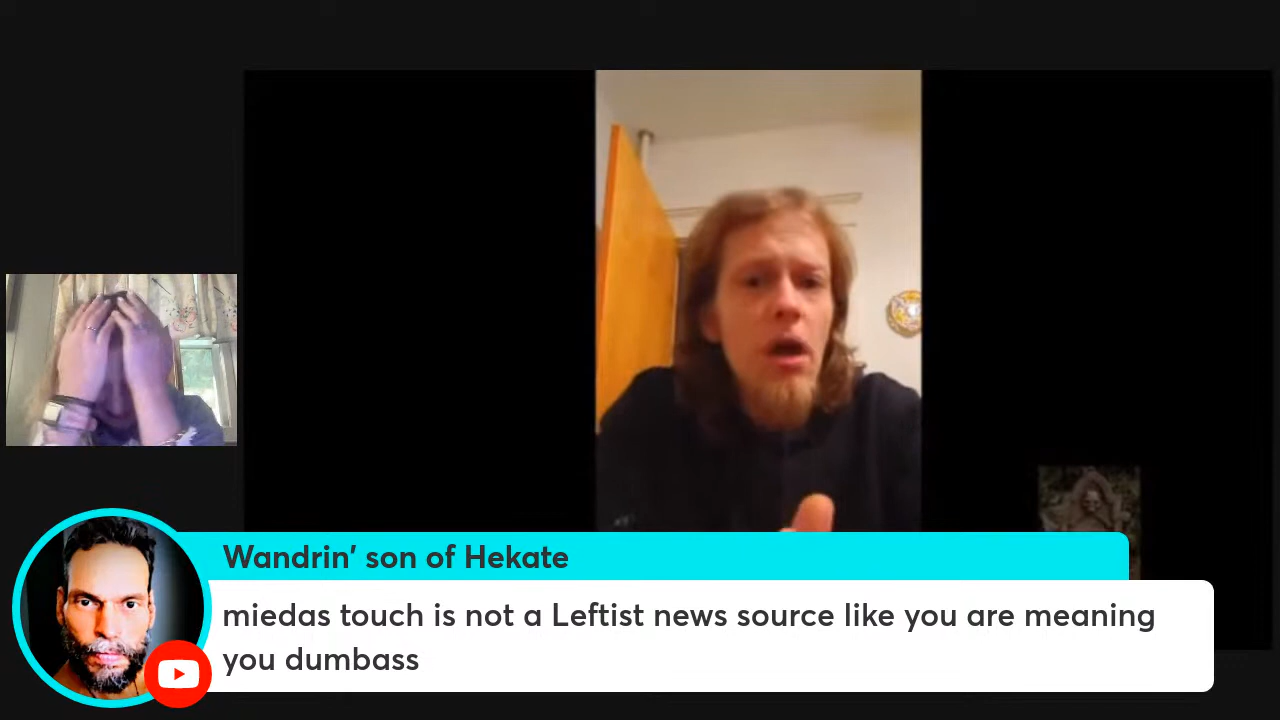 Wandrin' son of Hekate
miedas touch is not a Leftist news source like you are meaning
you dumbass